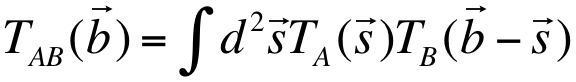 $T_{AB}(\vec{b}) = \int d^2\vec{s} T_A(\vec{s}) T_B(\vec{b} - \vec{s})$